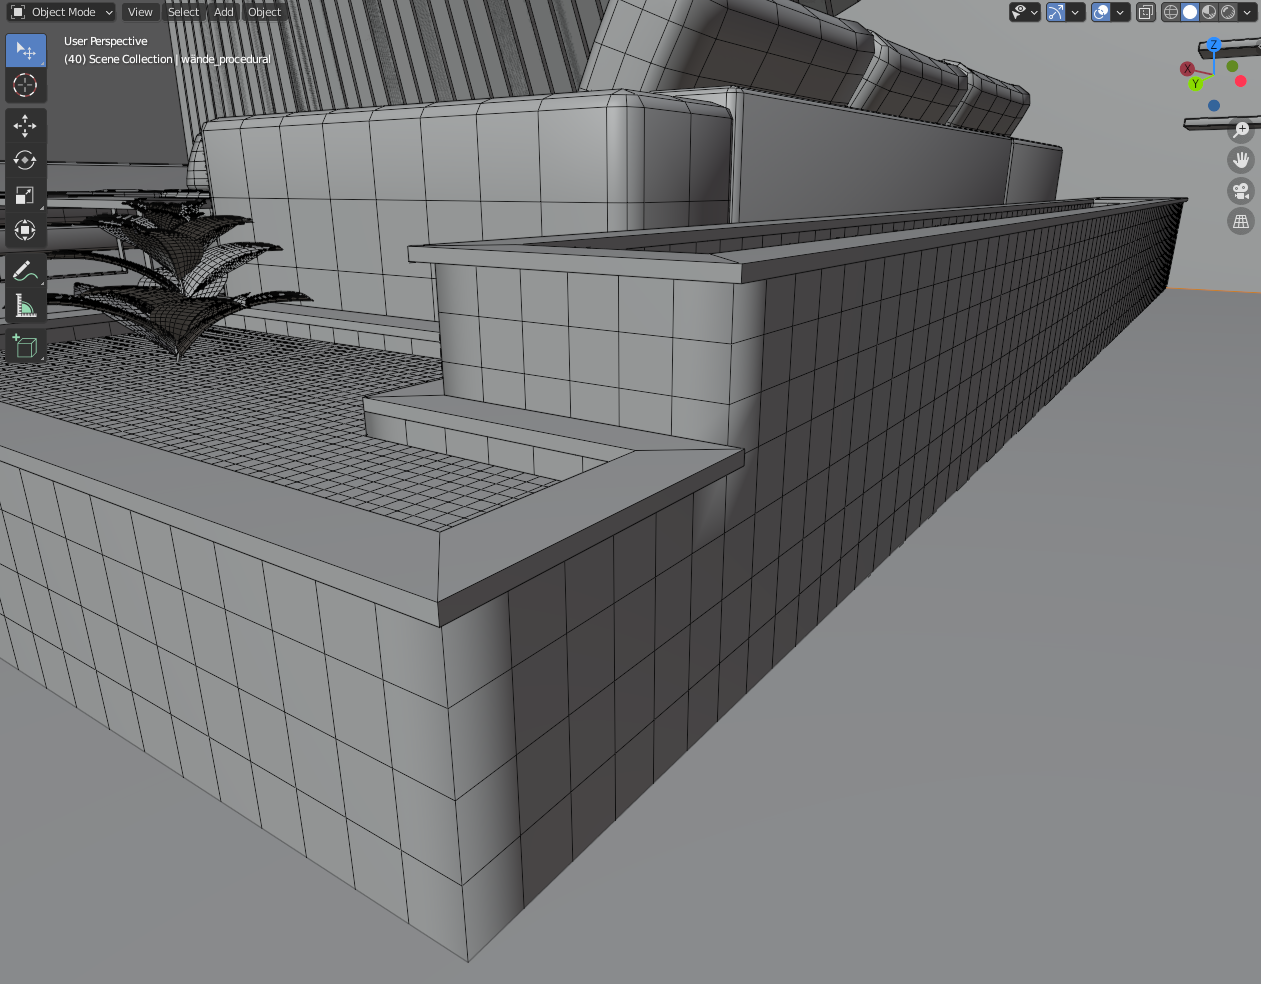 Object Mode View Select Add Object
User Perspective
(40) Scene Collection | wände_procedural
Z
X
Y